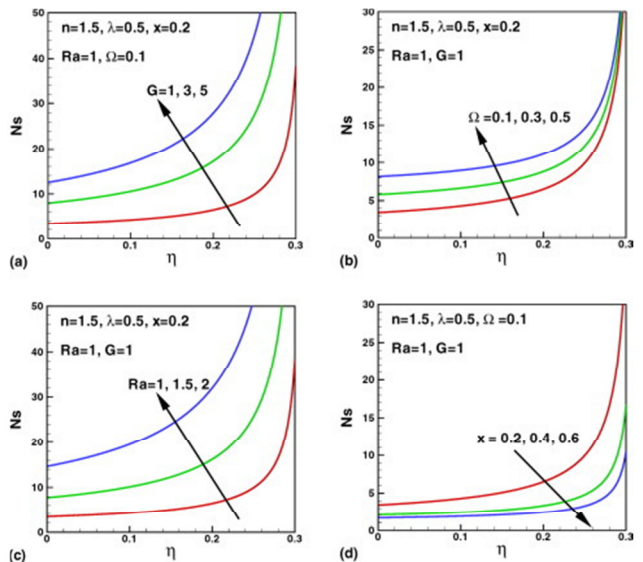 n=1.5, λ=0.5, x=0.2
Ra=1, Ω=0.1
G=1, 3, 5
Ns
50
40
30
20
10
0
0
0.1
0.2
0.3
η
(a)
n=1.5, λ=0.5, x=0.2
Ra=1, G=1
Ω =0.1, 0.3, 0.5
Ns
30
25
20
15
10
5
0
0
0.1
0.2
0.3
η
(b)
n=1.5, λ=0.5, x=0.2
Ra=1, G=1
Ra=1, 1.5, 2
Ns
50
40
30
20
10
0
0
0.1
0.2
0.3
η
(c)
n=1.5, λ=0.5, Ω =0.1
Ra=1, G=1
x = 0.2, 0.4, 0.6
Ns
30
25
20
15
10
5
0
0
0.1
0.2
0.3
η
(d)